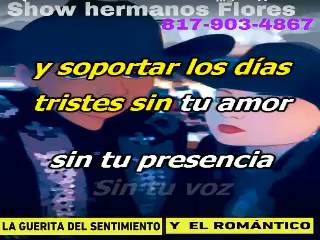 Show hermanos Flores
817-903-4867
y soportar los días
tristes sin tu amor
sin tu presencia
Sin tu voz
LA GUERITA DEL SENTIMIENTO Y EL ROMÁNTICO